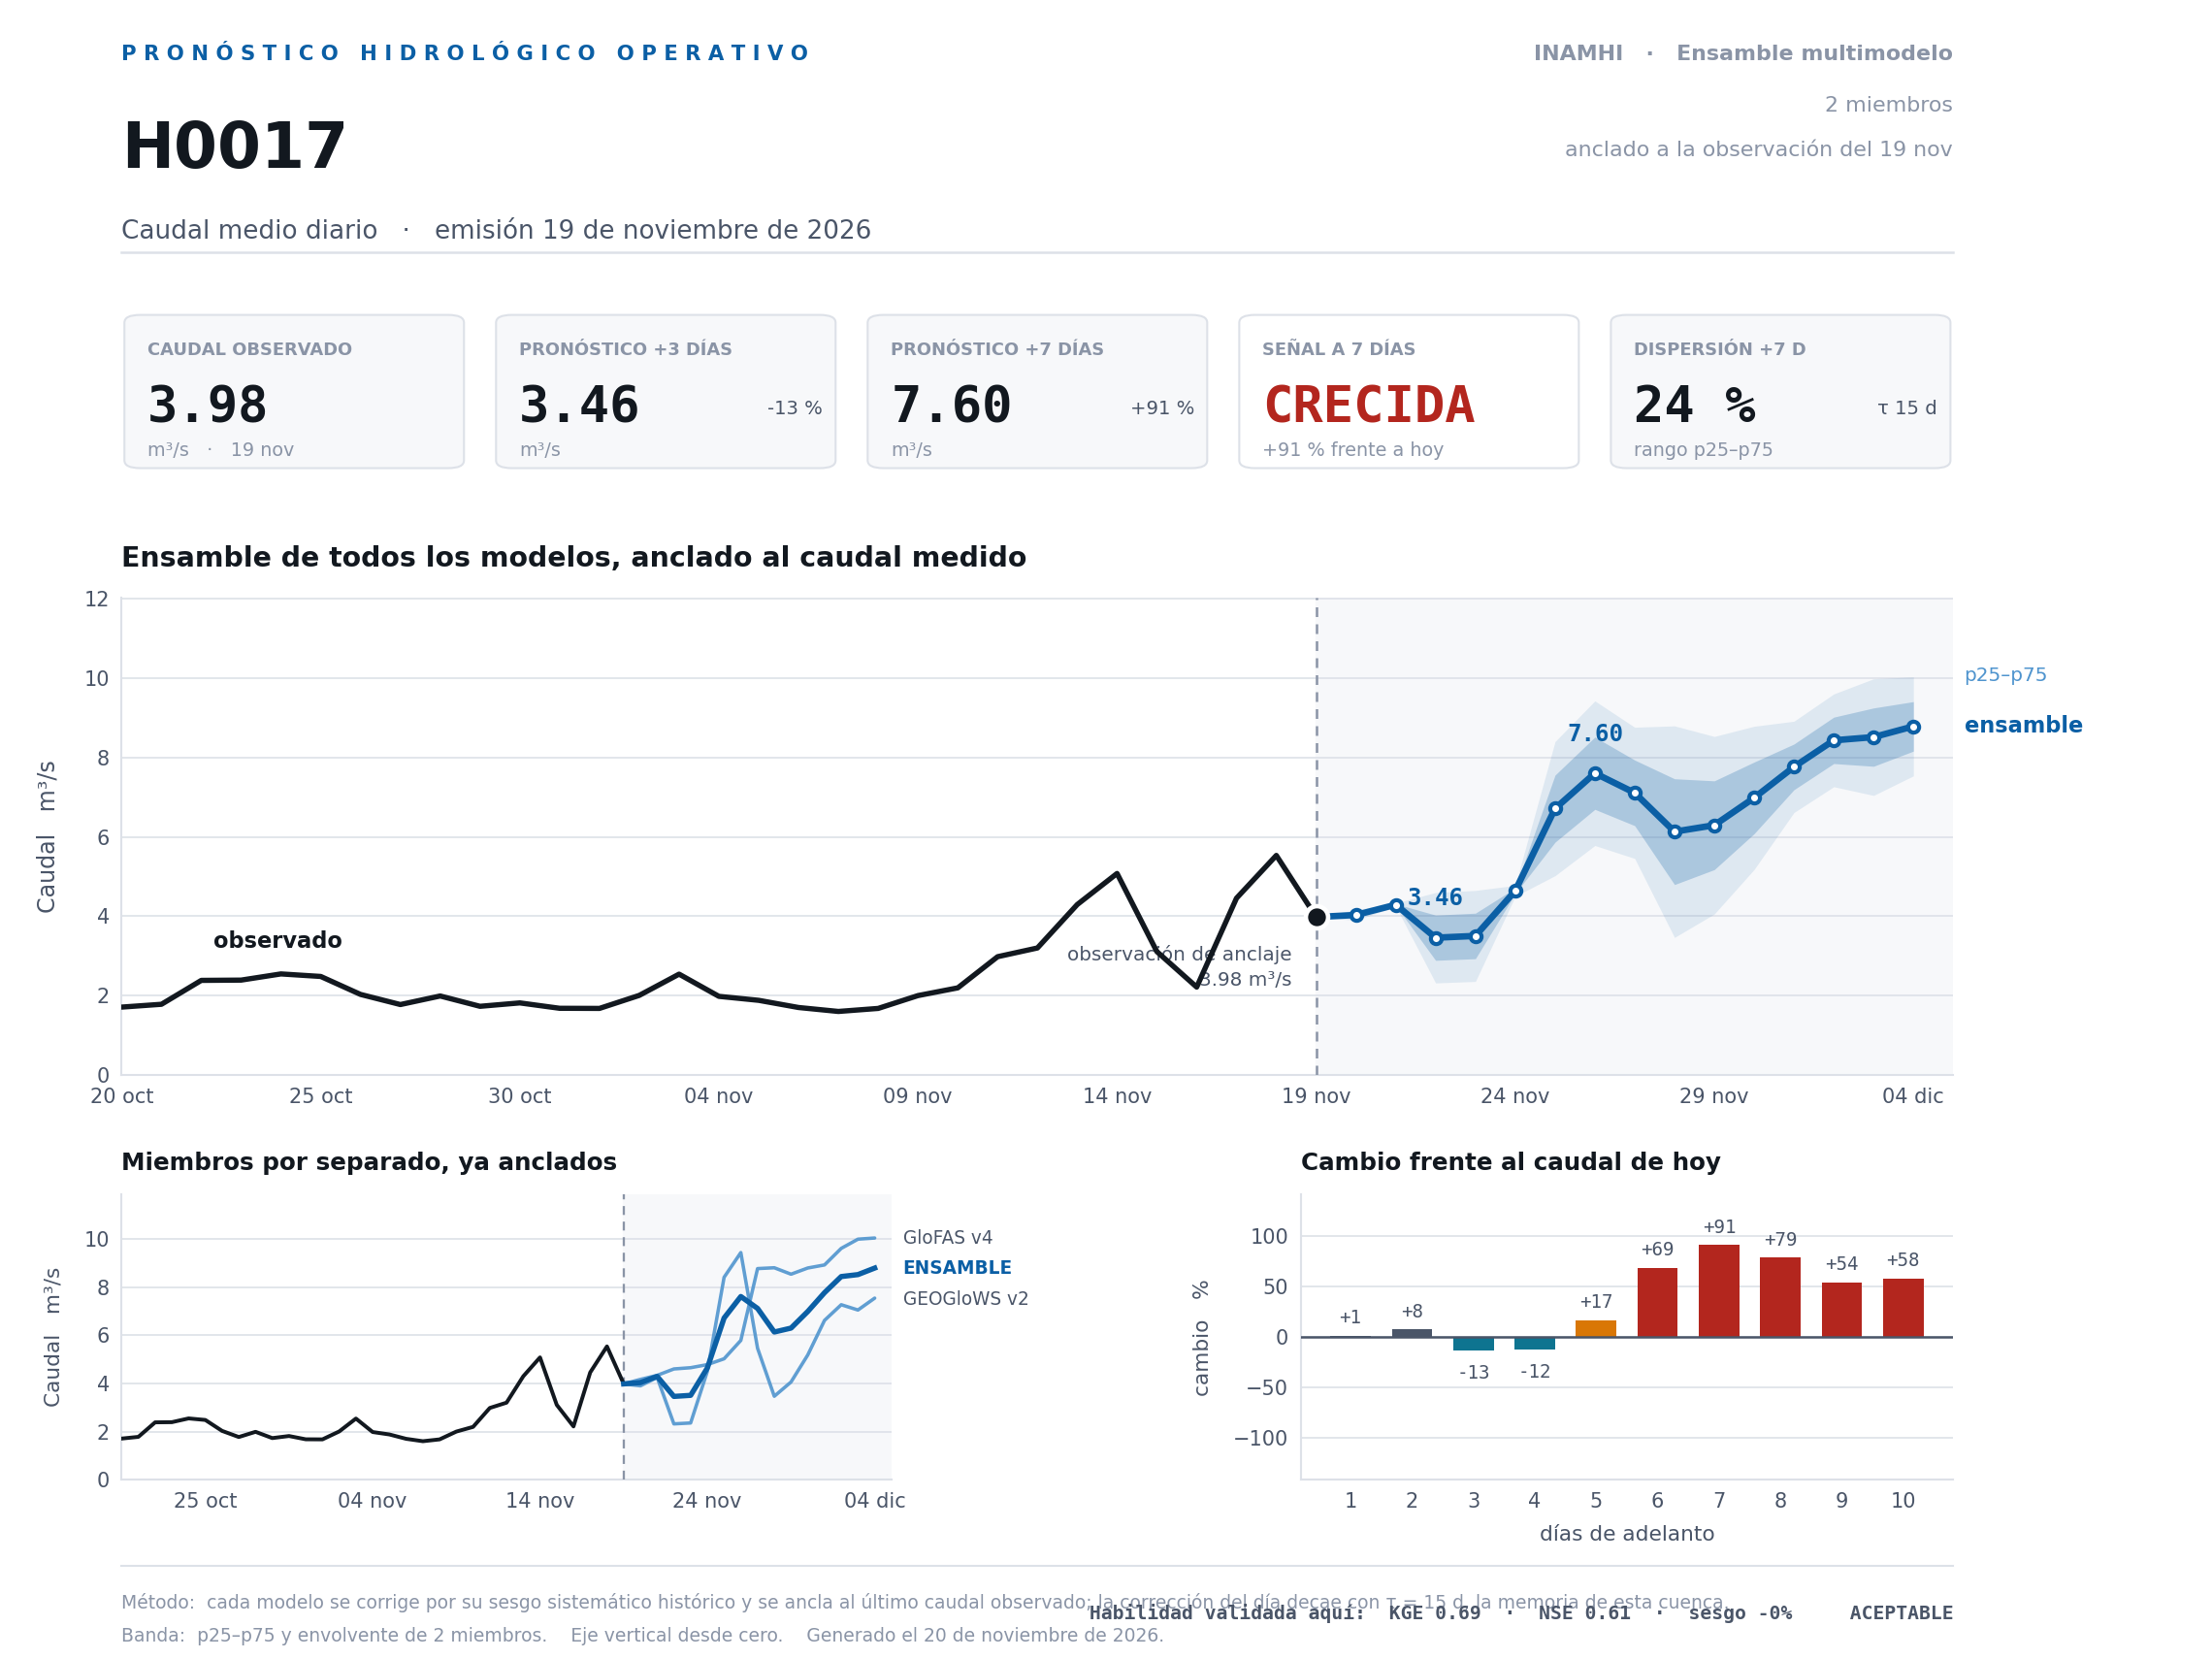 PRONÓSTICO HIDROLÓGICO OPERATIVO
INAMHI · Ensamble multimodelo
2 miembros
H0017
anclado a la observación del 19 nov
Caudal medio diario · emisión 19 de noviembre de 2026
CAUDAL OBSERVADO
3.98
m³/s · 19 nov
PRONÓSTICO +3 DÍAS
3.46 -13 %
m³/s
PRONÓSTICO +7 DÍAS
7.60 +91 %
m³/s
SEÑAL A 7 DÍAS
CRECIDA
+91 % frente a hoy
DISPERSIÓN +7 D
24 % τ 15 d
rango p25–p75
Ensamble de todos los modelos, anclado al caudal medido
Caudal m³/s
12
10
8
6
4
2
0
observado
observación de anclaje
3.98 m³/s
3.46
7.60
p25–p75
ensamble
20 oct 25 oct 30 oct 04 nov 09 nov 14 nov 19 nov 24 nov 29 nov 04 dic
Miembros por separado, ya anclados
Caudal m³/s
10
8
6
4
2
0
GloFAS v4
ENSAMBLE
GEOGloWS v2
25 oct 04 nov 14 nov 24 nov 04 dic
Cambio frente al caudal de hoy
cambio %
100
50
0
−50
−100
+1 +8 -13 -12 +17 +69 +91 +79 +54 +58
1 2 3 4 5 6 7 8 9 10
días de adelanto
Método: cada modelo se corrige por su sesgo sistemático histórico y se ancla al último caudal observado; la corrección del día decae con τ = 15 d, la memoria de esta cuenca.
Habilidad validada aquí: KGE 0.69 · NSE 0.61 · sesgo -0% ACEPTABLE
Banda: p25–p75 y envolvente de 2 miembros. Eje vertical desde cero. Generado el 20 de noviembre de 2026.